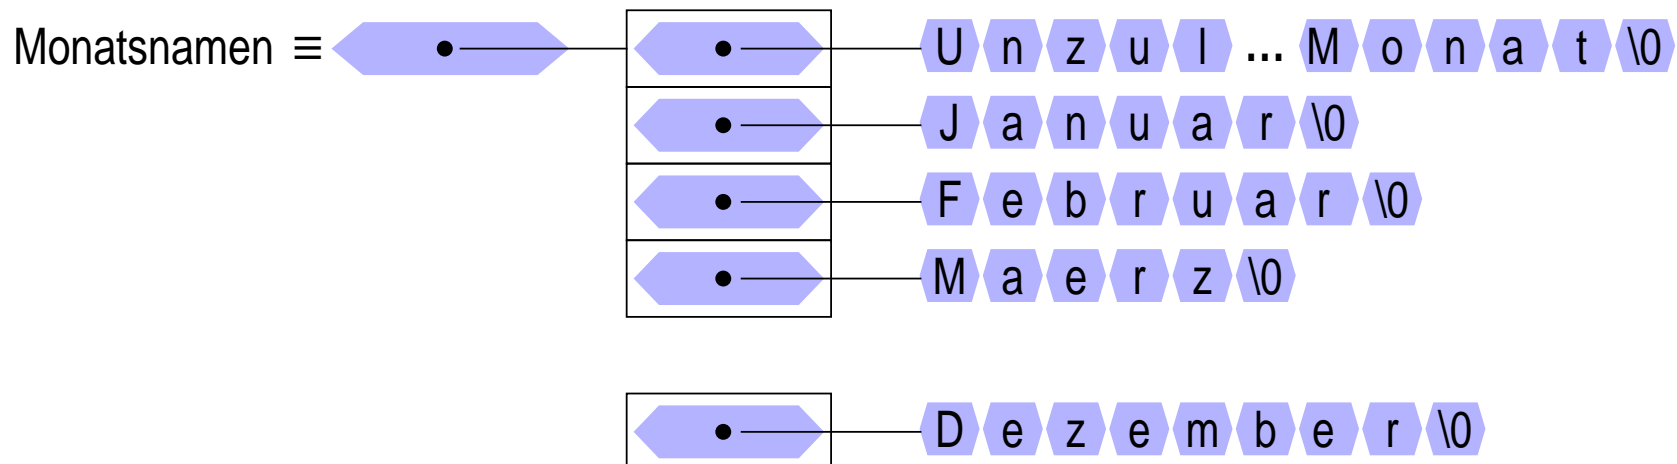 Monatsnamen ≡ U n z u l ... M o n a t \0
J a n u a r \0
F e b r u a r \0
M a e r z \0
D e z e m b e r \0